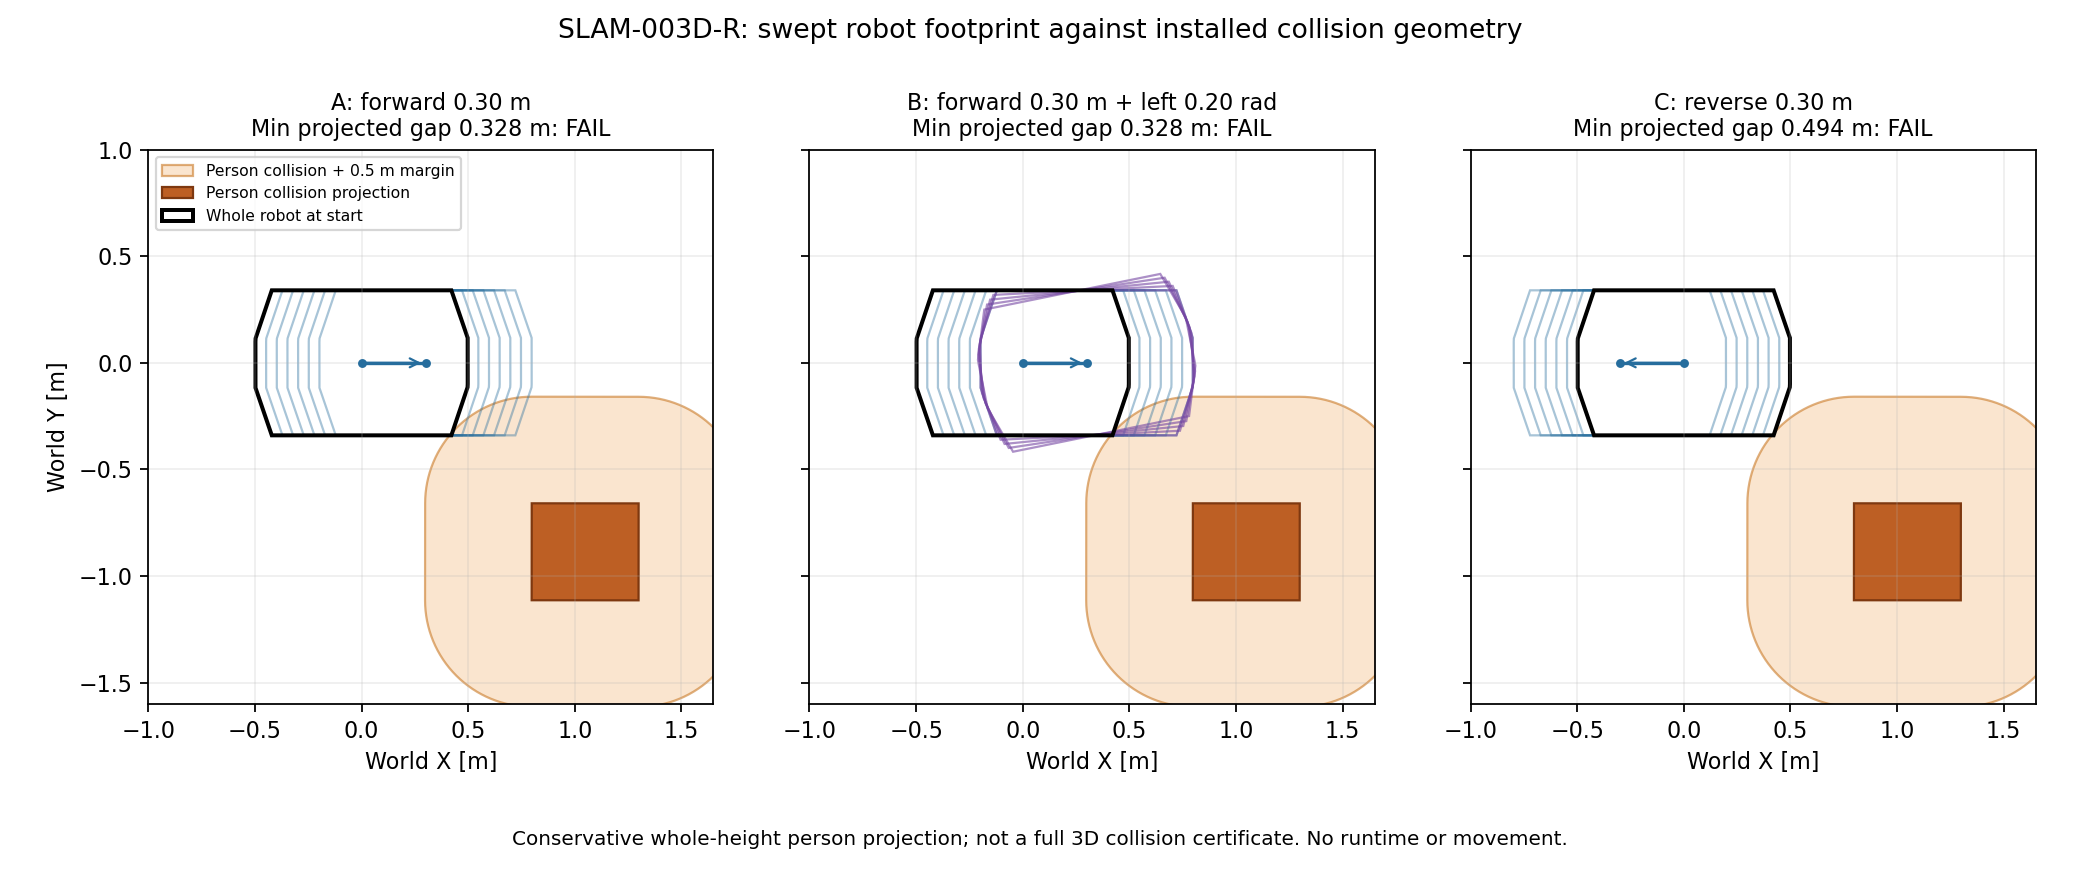 SLAM-003D-R: swept robot footprint against installed collision geometry
A: forward 0.30 m
Min projected gap 0.328 m: FAIL
B: forward 0.30 m + left 0.20 rad
Min projected gap 0.328 m: FAIL
C: reverse 0.30 m
Min projected gap 0.494 m: FAIL
Person collision + 0.5 m margin
Person collision projection
Whole robot at start
World Y [m]
1.0
0.5
0.0
−0.5
−1.0
−1.5
−1.0 −0.5 0.0 0.5 1.0 1.5
World X [m]
−1.0 −0.5 0.0 0.5 1.0 1.5
World X [m]
−1.0 −0.5 0.0 0.5 1.0 1.5
World X [m]
Conservative whole-height person projection; not a full 3D collision certificate. No runtime or movement.